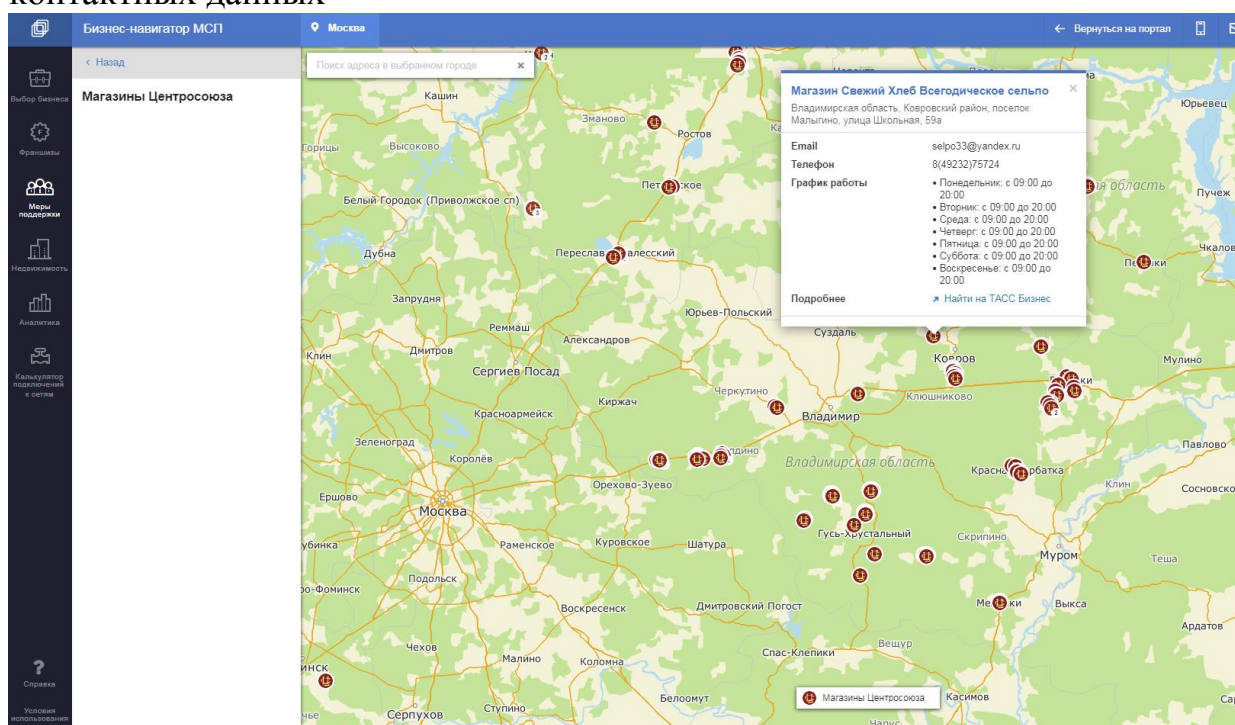 контактных данных
Бизнес-навигатор МСП
Москва
← Вернуться на портал
Выбор бизнеса
Франшизы
Меры
поддержки
Недвижимость
Аналитика
Калькулятор
подключений
к сетям
?
Справка
Условия
использования
‹ Назад
Магазины Центросоюза
Поиск адреса в выбранном городе ×
Магазин Свежий Хлеб Всегодическое сельпо ×
Владимирская область, Ковровский район, поселок
Малыгино, улица Школьная, 59а
Email selpo33@yandex.ru
Телефон 8(49232)75724
График работы • Понедельник: с 09:00 до
20:00
• Вторник: с 09:00 до 20:00
• Среда: с 09:00 до 20:00
• Четверг: с 09:00 до 20:00
• Пятница: с 09:00 до 20:00
• Суббота: с 09:00 до 20:00
• Воскресенье: с 09:00 до
20:00
Подробнее Найти на ТАСС Бизнес
Кашин
Юрьевец
Зманово
Ростов
Горицы
Высоково
Белый Городок (Приволжское сп)
3
область
Пучеж
Дубна
Запрудня
Юрьев-Польский
Реммаш
Александров
Суздаль
Клин
Дмитров
Сергиев Посад
Ковров
Мулино
Киржач
Черкутино
Клюшниково
Красноармейск
Владимир
2
Зеленоград
Королёв
Павлово
Владимирская область
Орехово-Зуево
Клин
Ершово
Москва
Гусь-Хрустальный
Скрипино
Раменское
Куровское
Шатура
Муром
Теша
Подольск
Воскресенск
Дмитровский Погост
Выкса
Ардатов
Чехов
Малино
Коломна
Спас-Клепики
Вещур
Белоомут
Магазины Центросоюза
Касимов
Серпухов
Ступино